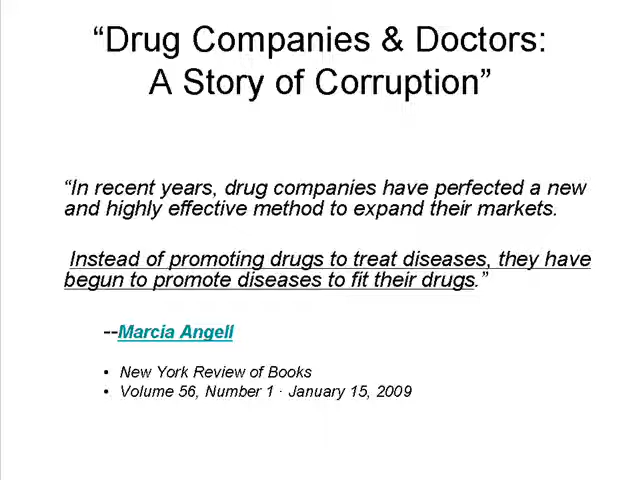 “Drug Companies & Doctors:
A Story of Corruption”
“In recent years, drug companies have perfected a new
and highly effective method to expand their markets.
Instead of promoting drugs to treat diseases, they have
begun to promote diseases to fit their drugs.”
--Marcia Angell
• New York Review of Books
• Volume 56, Number 1 · January 15, 2009